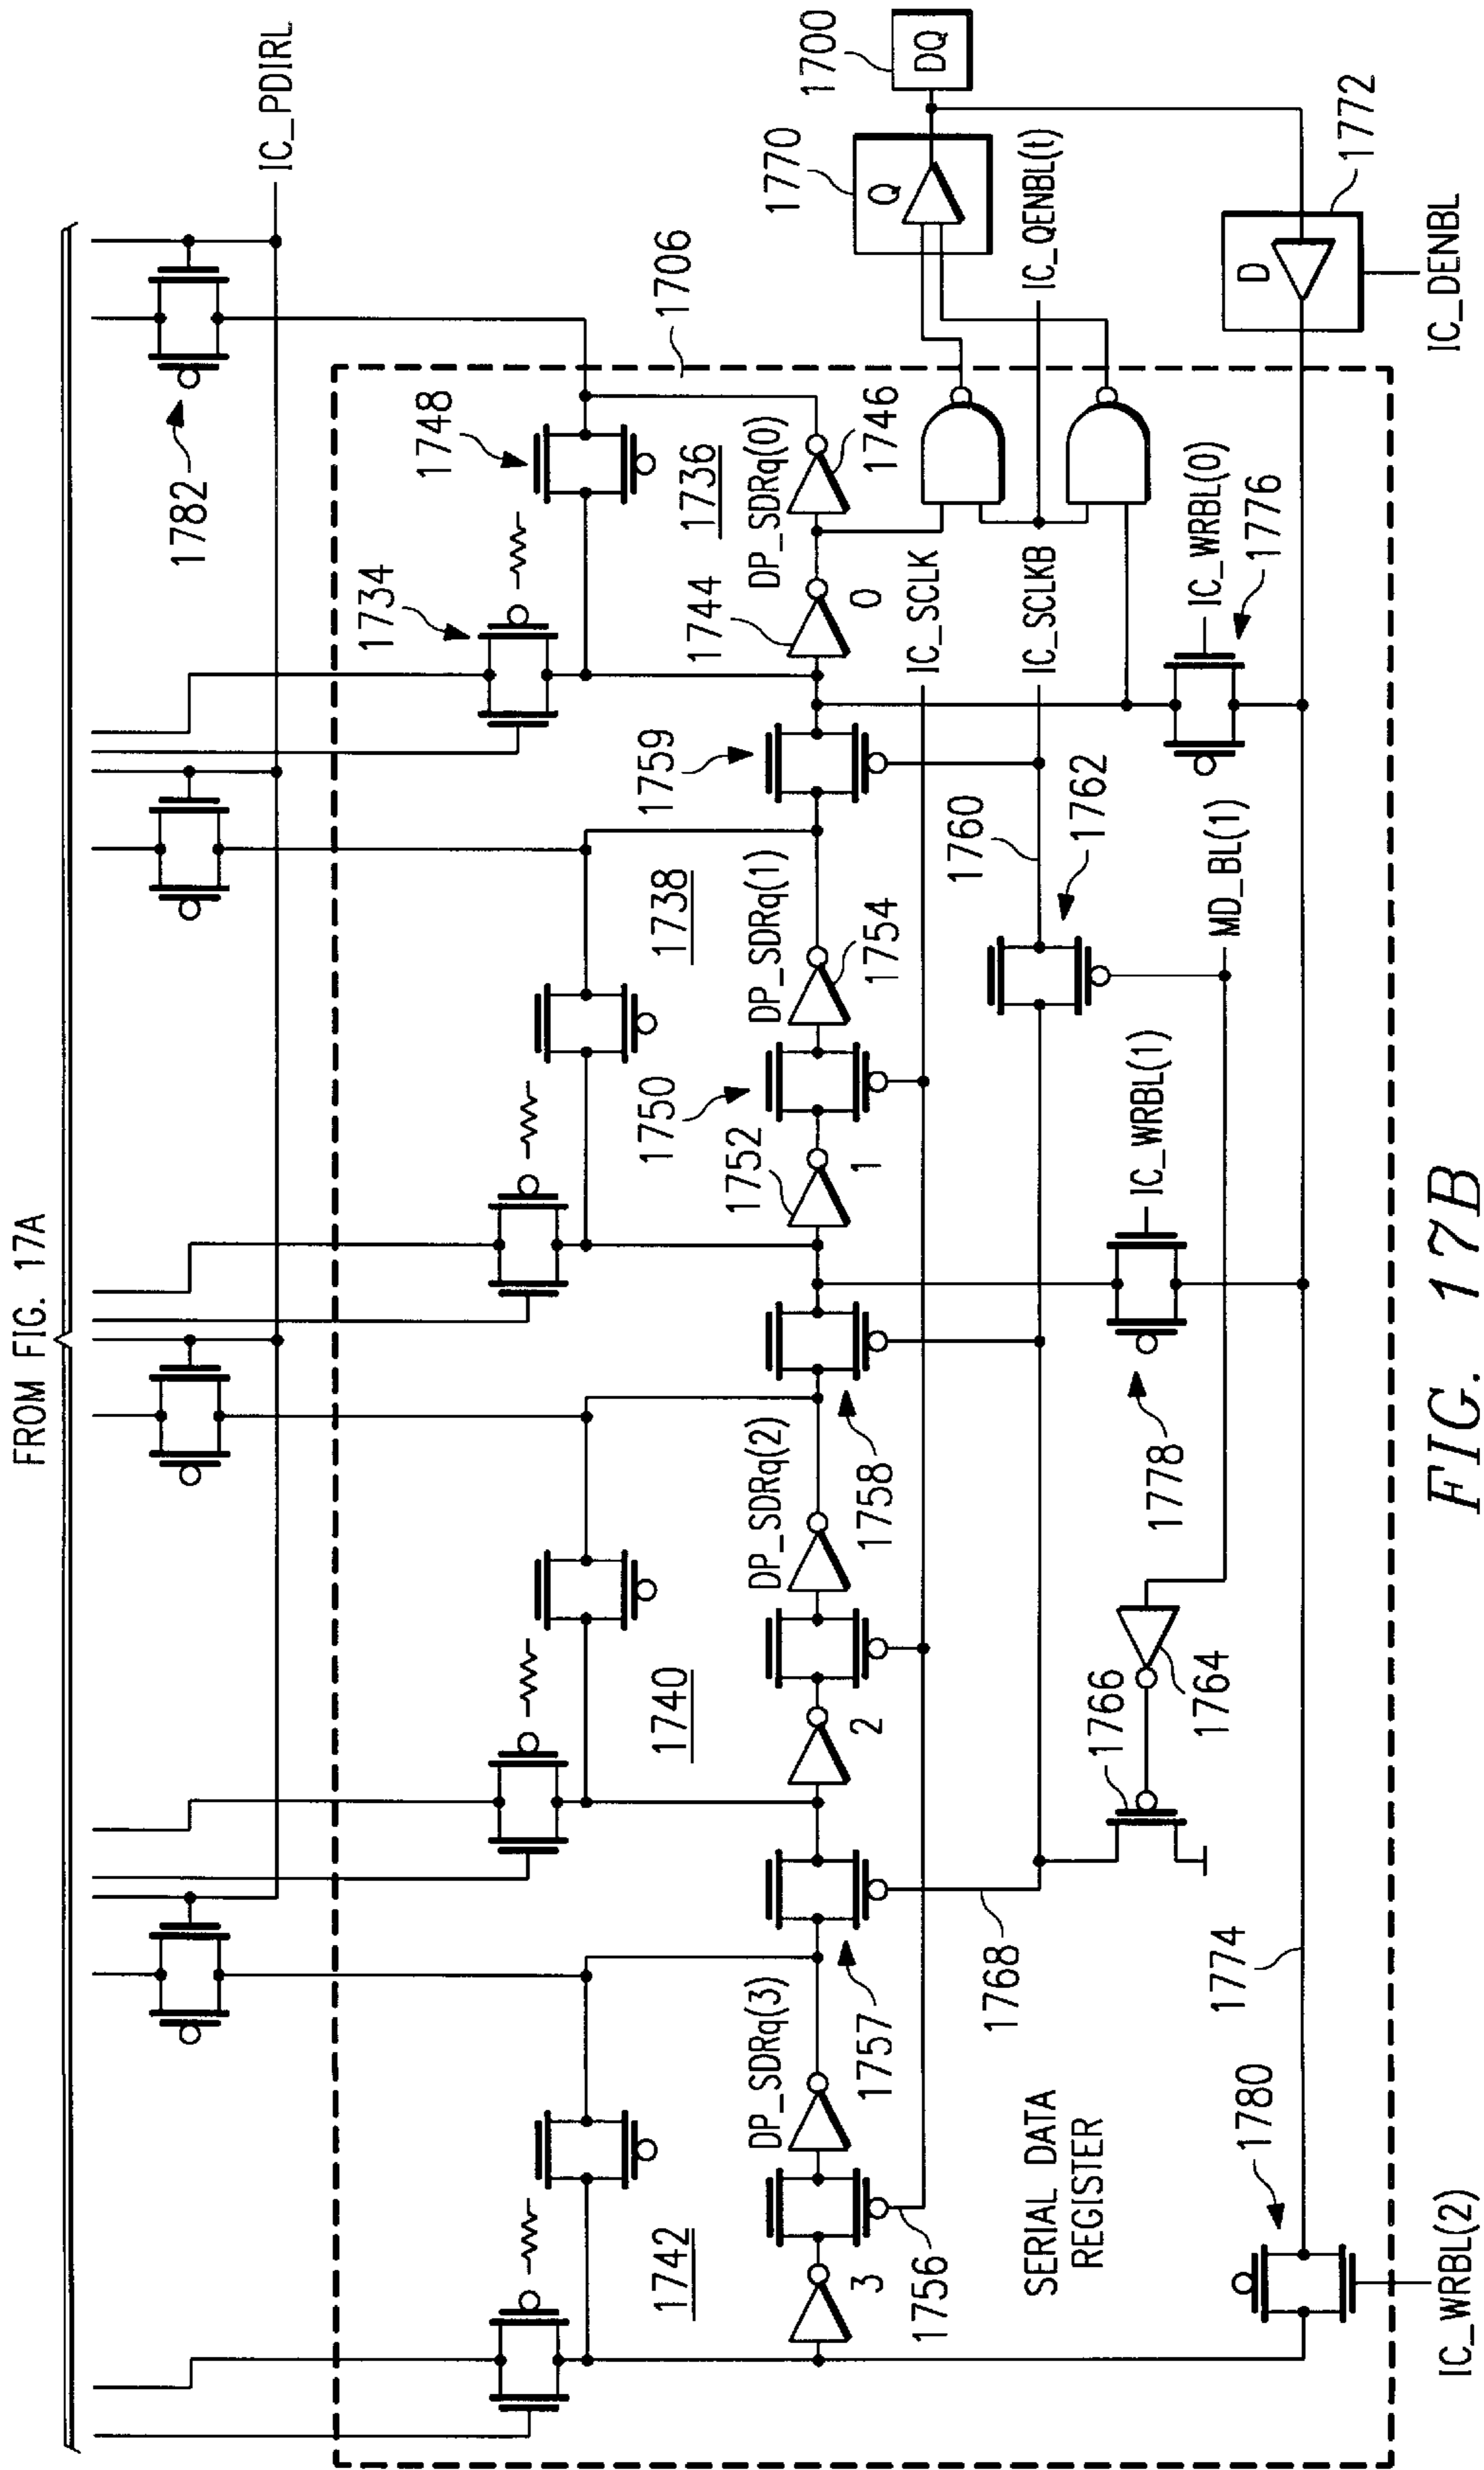 FROM FIG. 17A
IC_PDIRL
1782
1734
1748
1706
1736
1738
1740
1742
1744
0
DP_SDRq(0)
1746
1770
Q
1700
DQ
1759
1750
1752
1
DP_SDRq(1)
1754
IC_SCLK
IC_SCLKB
IC_QENBL(t)
2
DP_SDRq(2)
1758
1760
1762
3
DP_SDRq(3)
1757
1756
1768
MD_BL(1)
IC_WRBL(0)
1776
IC_WRBL(1)
1778
1766
1764
D
1772
IC_DENBL
SERIAL DATA
REGISTER
1774
1780
IC_WRBL(2)
FIG. 17B